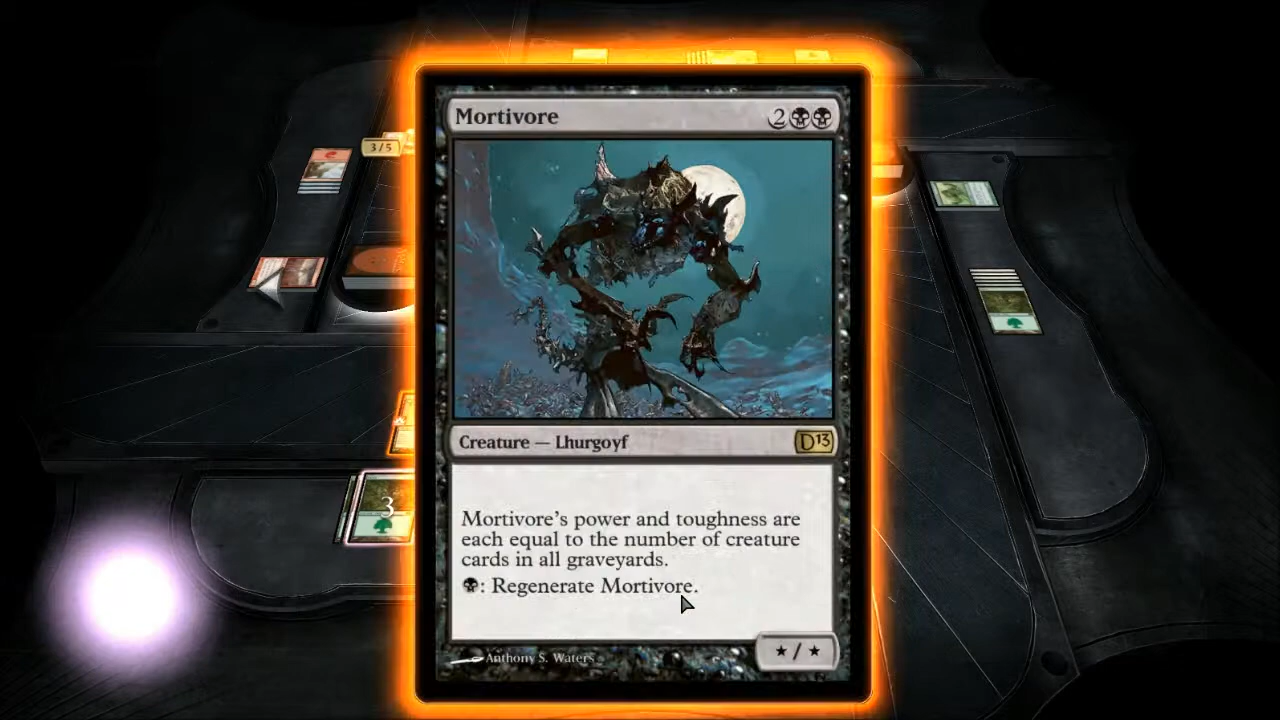 Mortivore 2
3/5
Creature — Lhurgoyf D13
3
Mortivore's power and toughness are
each equal to the number of creature
cards in all graveyards.
: Regenerate Mortivore.
★ / ★
Anthony S. Waters